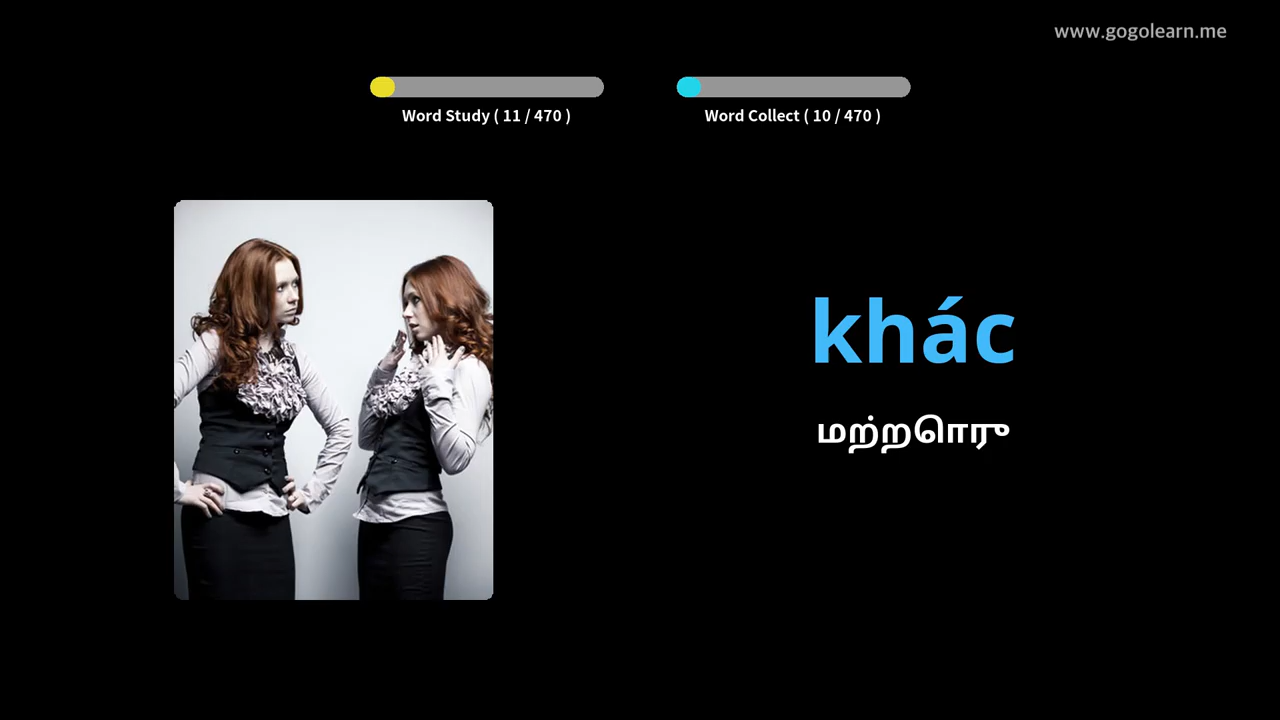 www.gogolearn.me
Word Study ( 11 / 470 )
Word Collect ( 10 / 470 )
khác
மற்றொரு